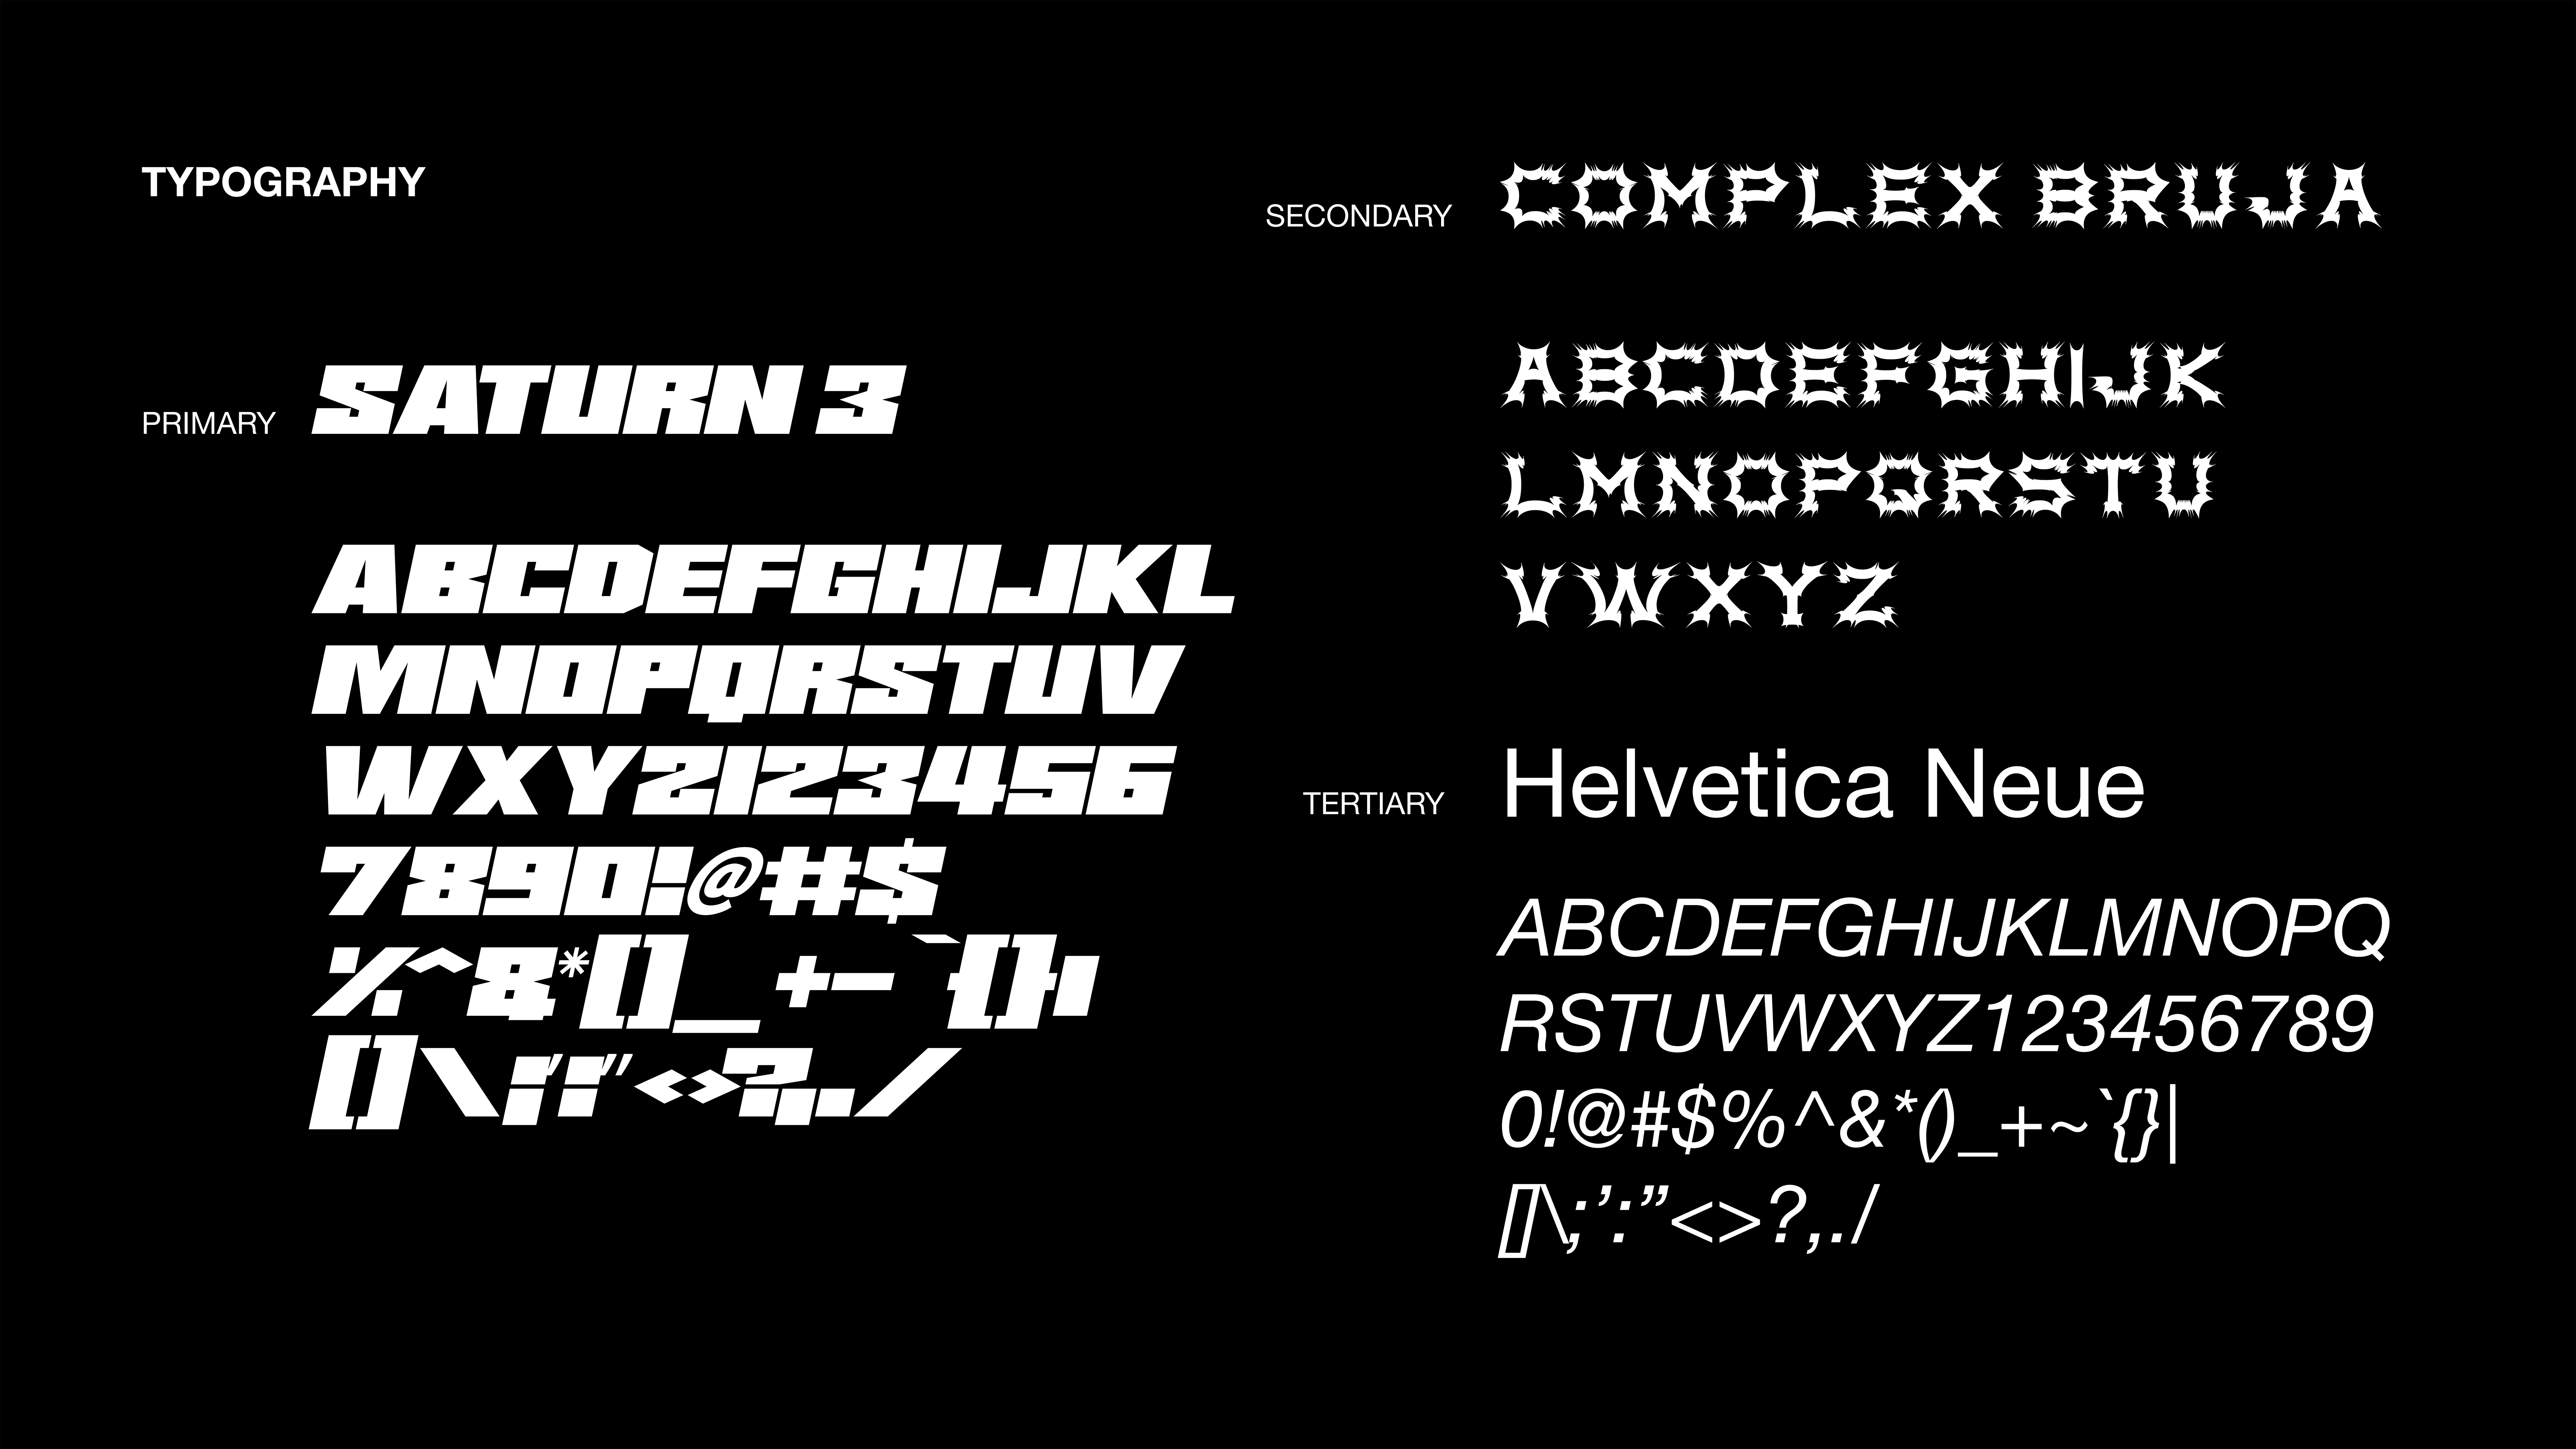 TYPOGRAPHY
PRIMARY
SATURN 3
ABCDEFGHIJKL
MNOPQRSTUV
WXYZ123456
7890!@#$
%^&*()_+-`{}|
[]\;':"<>?,./
SECONDARY
COMPLEX BRUJA
ABCDEFGHIJK
LMNOPQRSTU
VWXYZ
TERTIARY
Helvetica Neue
ABCDEFGHIJKLMNOPQ
RSTUVWXYZ123456789
0!@#$%^&*()_+~`{}|
[]\;’:”<>?,./